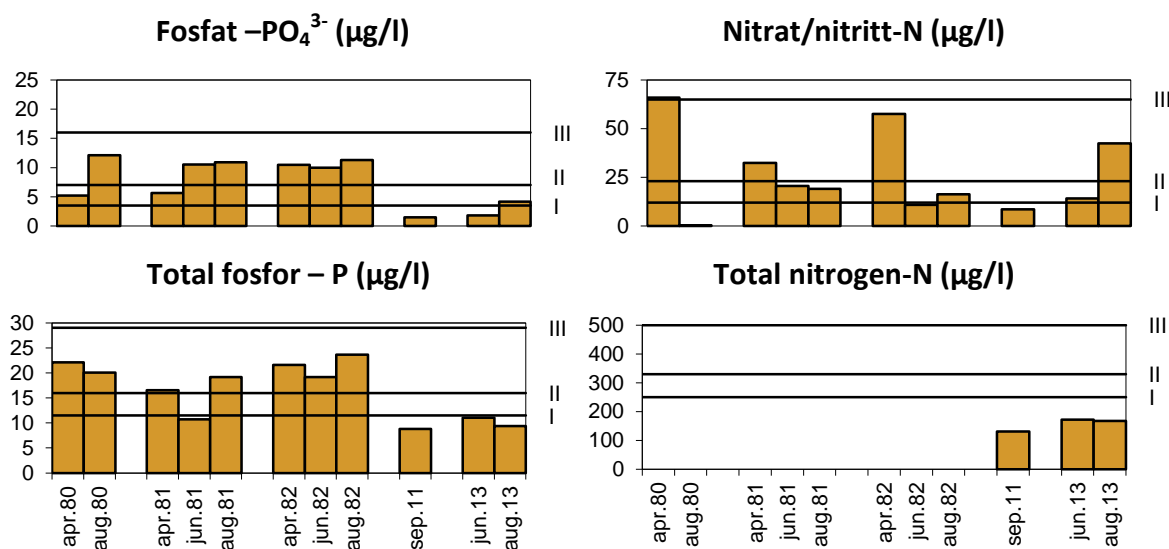 Fosfat –PO₄³⁻ (µg/l)
25
20
15
10
5
0
III
II
I
Nitrat/nitritt-N (µg/l)
75
50
25
0
III
II
I
Total fosfor – P (µg/l)
30
25
20
15
10
5
0
III
II
I
apr.80
aug.80
apr.81
jun.81
aug.81
apr.82
jun.82
aug.82
sep.11
jun.13
aug.13
Total nitrogen-N (µg/l)
500
400
300
200
100
0
III
II
I
apr.80
aug.80
apr.81
jun.81
aug.81
apr.82
jun.82
aug.82
sep.11
jun.13
aug.13